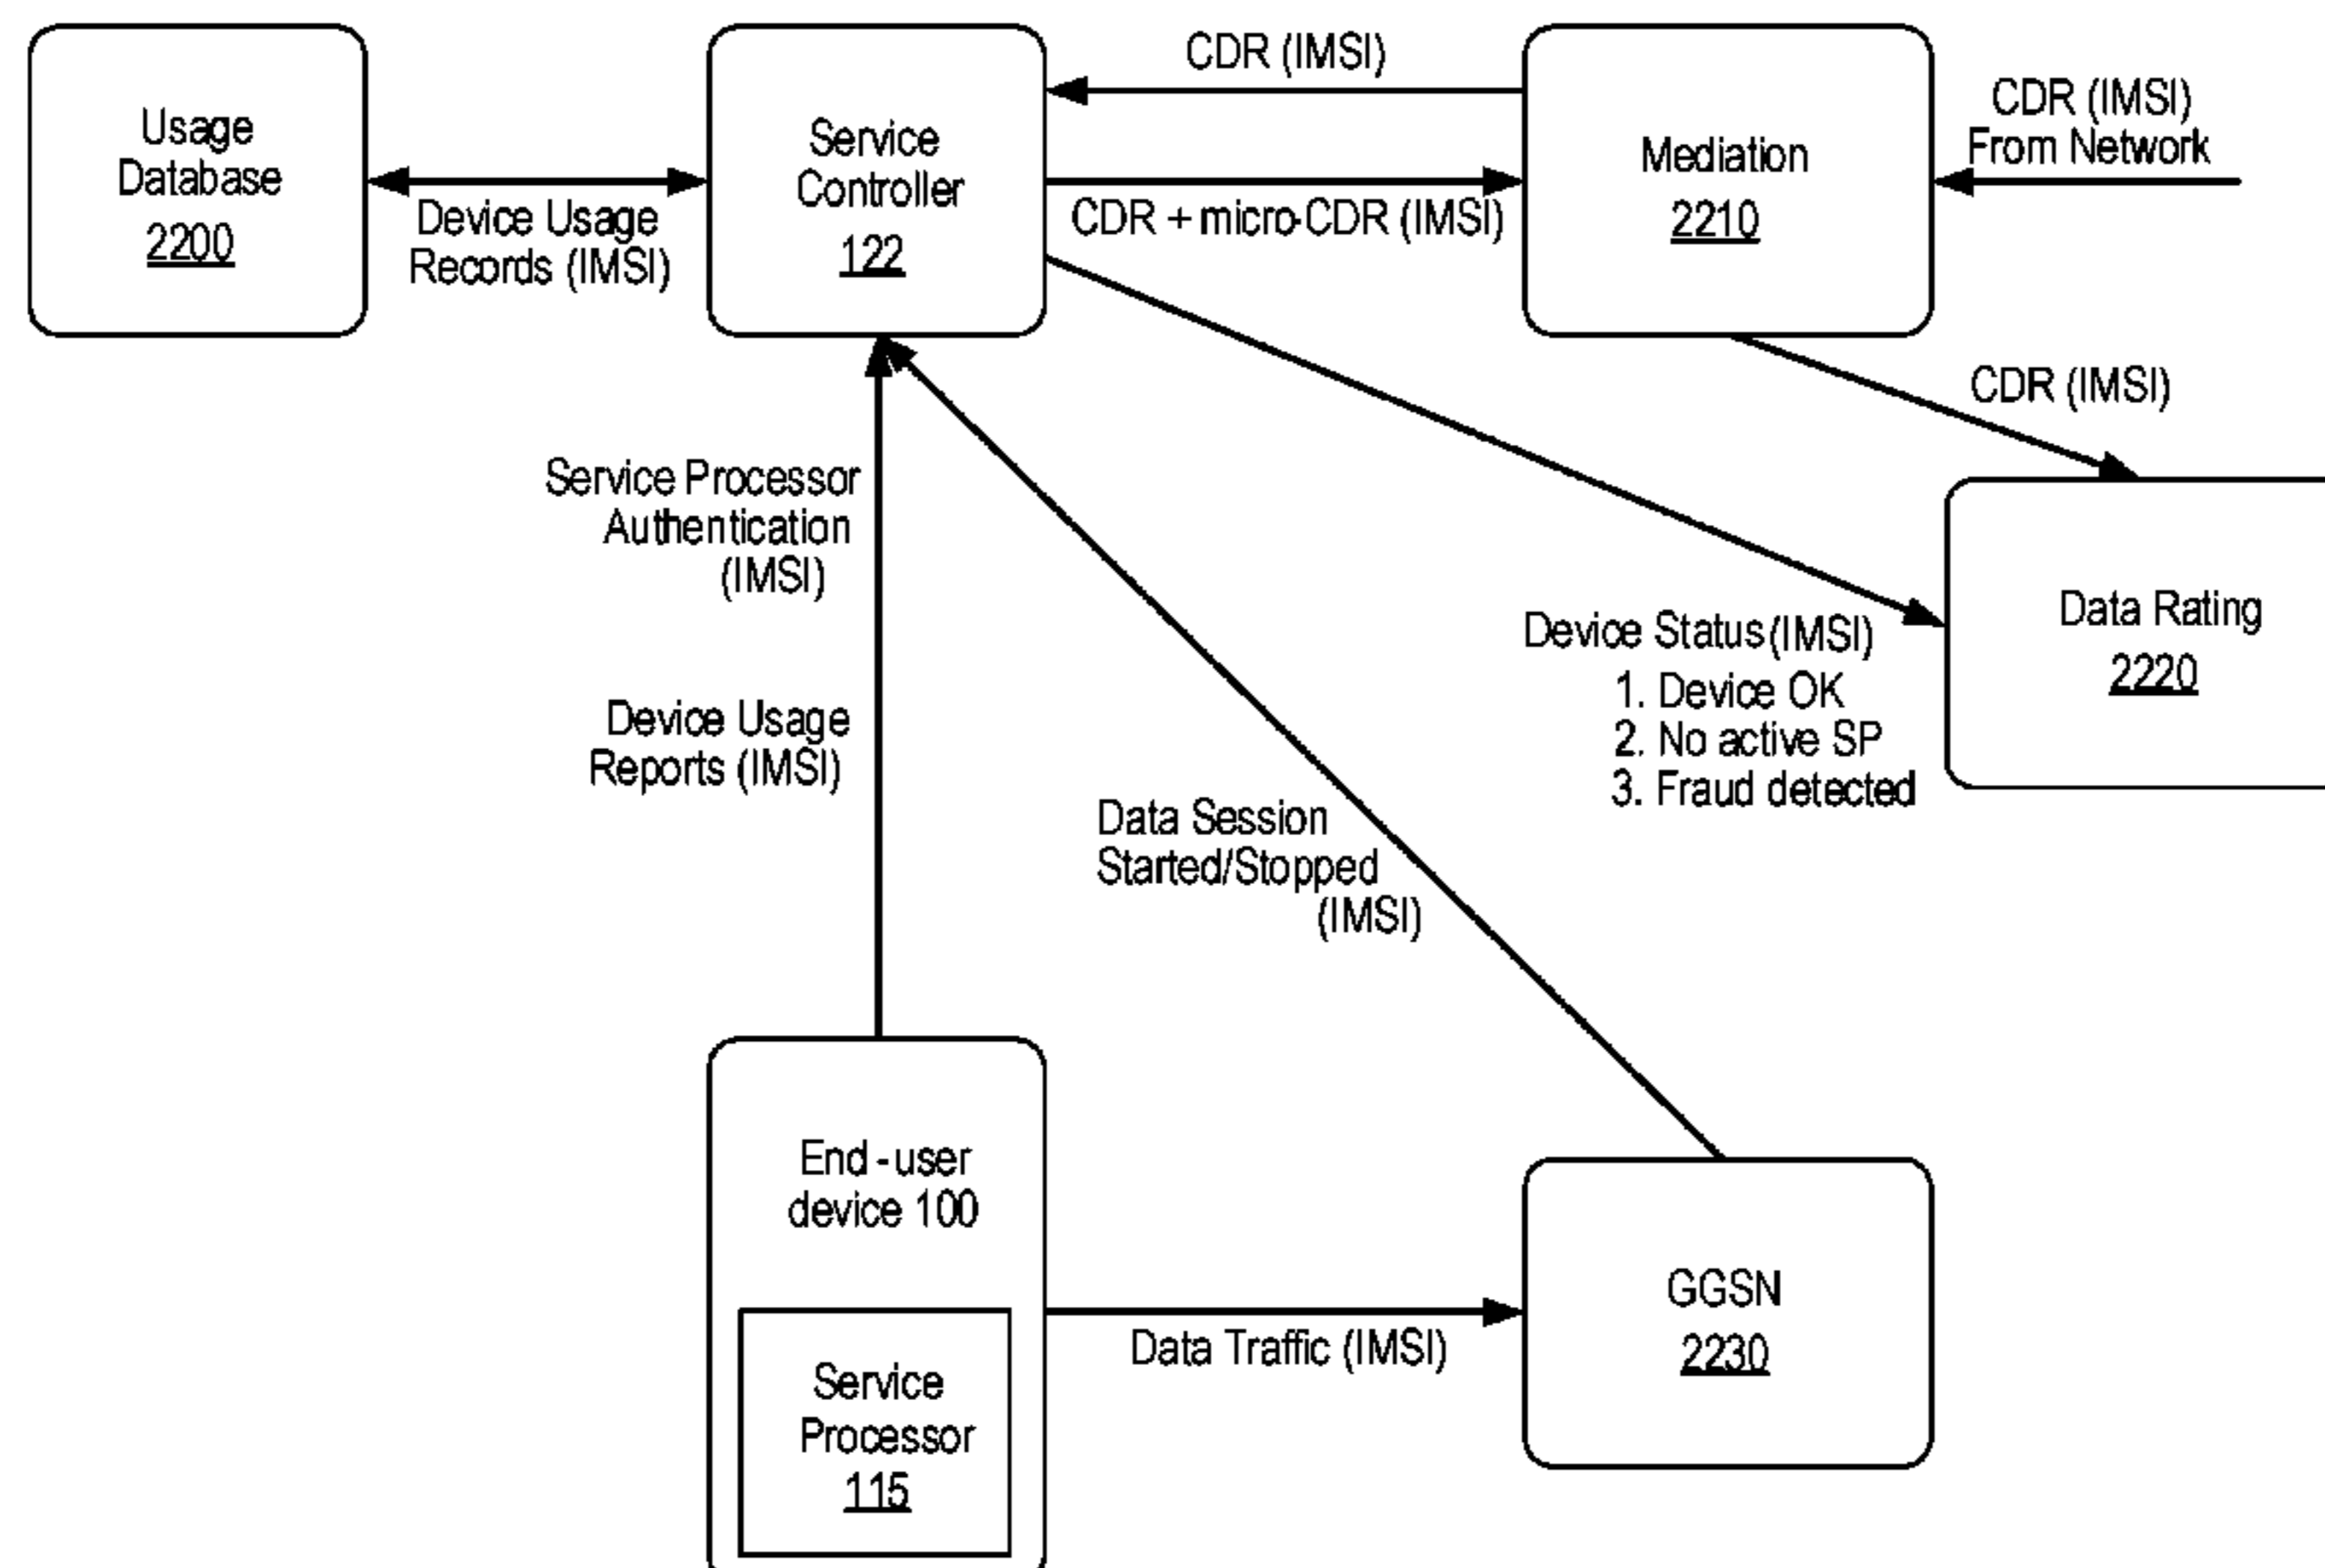 Usage
Database
2200
Device Usage
Records (IMSI)
Service
Controller
122
CDR (IMSI)
CDR + micro-CDR (IMSI)
Mediation
2210
CDR (IMSI)
From Network
CDR (IMSI)
Service Processor
Authentication
(IMSI)
Device Usage
Reports (IMSI)
Data Session
Started/Stopped
(IMSI)
Device Status (IMSI)
1. Device OK
2. No active SP
3. Fraud detected
Data Rating
2220
End-user
device 100
Service
Processor
115
Data Traffic (IMSI)
GGSN
2230